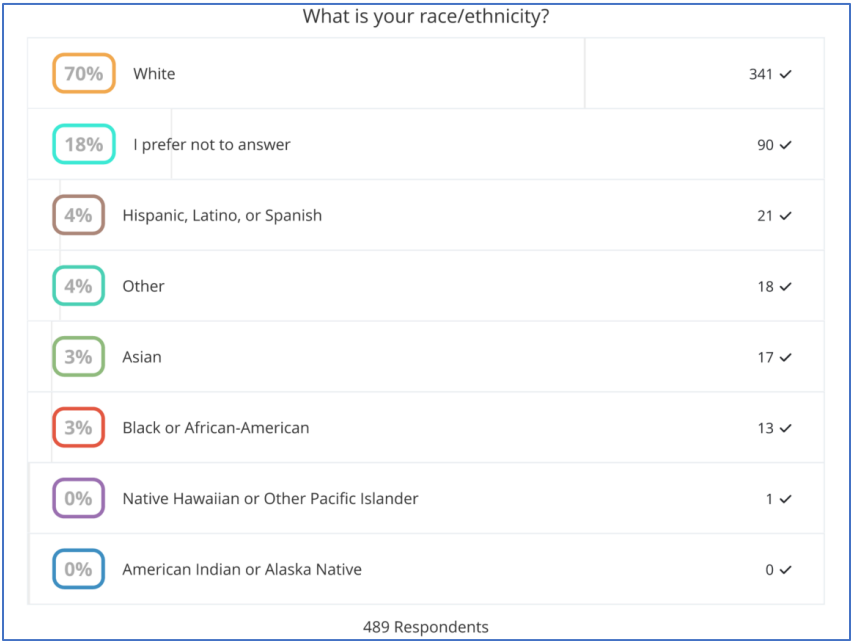 What is your race/ethnicity?
70% White 341 ✓
18% I prefer not to answer 90 ✓
4% Hispanic, Latino, or Spanish 21 ✓
4% Other 18 ✓
3% Asian 17 ✓
3% Black or African-American 13 ✓
0% Native Hawaiian or Other Pacific Islander 1 ✓
0% American Indian or Alaska Native 0 ✓
489 Respondents